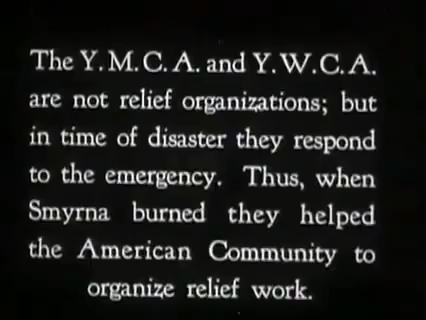 The Y.M.C.A. and Y.W.C.A.
are not relief organizations; but
in time of disaster they respond
to the emergency. Thus, when
Smyrna burned they helped
the American Community to
organize relief work.